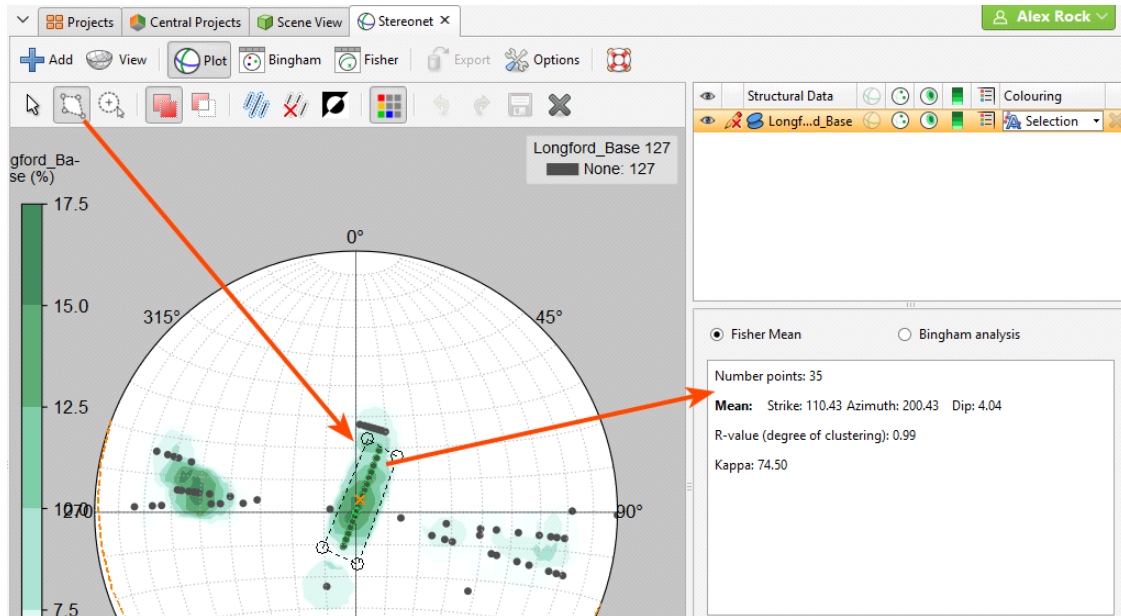 Projects Central Projects Scene View Stereonet Alex Rock
Add View Plot Bingham Fisher Export Options
Structural Data Colouring
Longf...d_Base Selection
Longford_Base 127
None: 127
gford_Ba-
se (%)
17.5
15.0
12.5
10.0
7.5
0°
315°
45°
270°
90°
Fisher Mean Bingham analysis
Number points: 35
Mean: Strike: 110.43 Azimuth: 200.43 Dip: 4.04
R-value (degree of clustering): 0.99
Kappa: 74.50